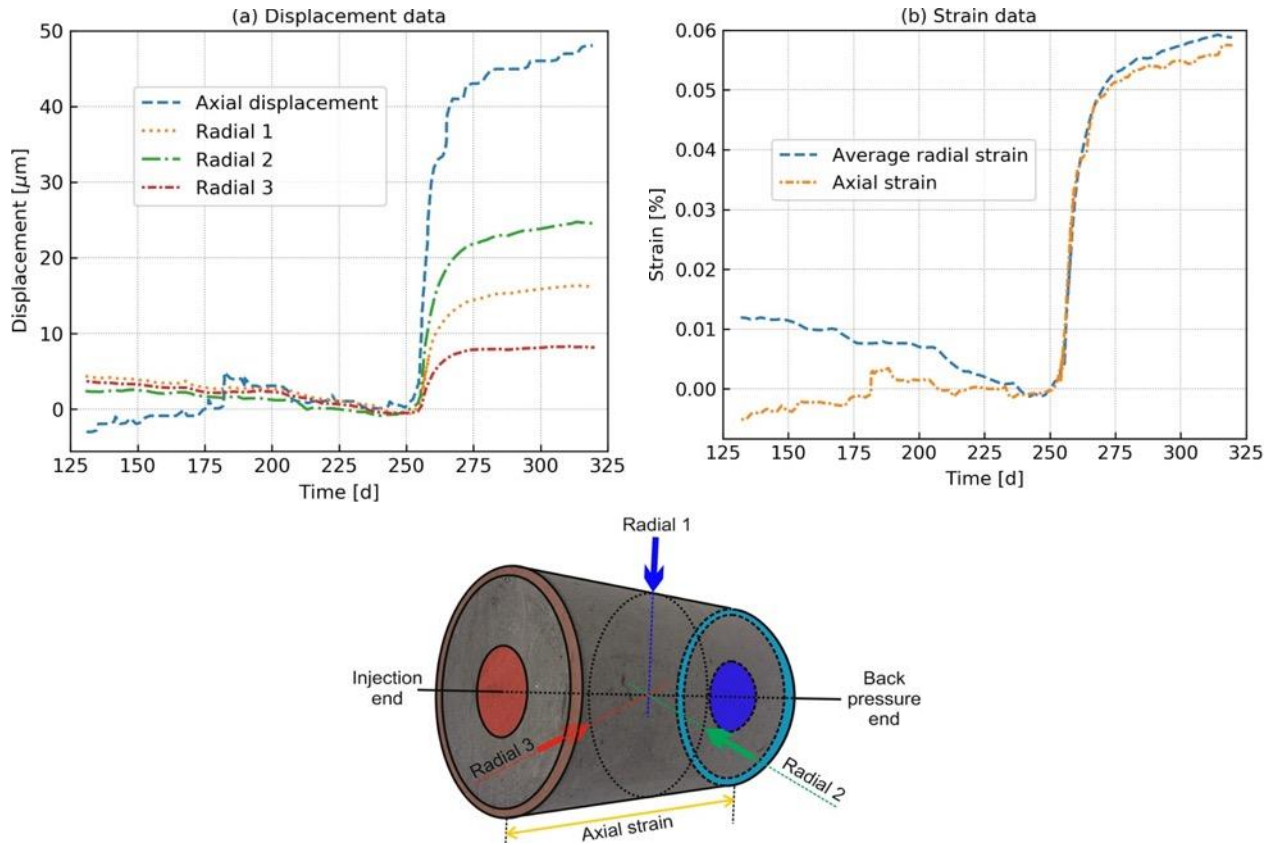 (a) Displacement data
50
40
30
20
10
0
Displacement [μm]
Axial displacement
Radial 1
Radial 2
Radial 3
125 150 175 200 225 250 275 300 325
Time [d]
(b) Strain data
0.06
0.05
0.04
0.03
0.02
0.01
0.00
Strain [%]
Average radial strain
Axial strain
125 150 175 200 225 250 275 300 325
Time [d]
Radial 1
Injection
end
Back
pressure
end
Radial 3
Radial 2
Axial strain